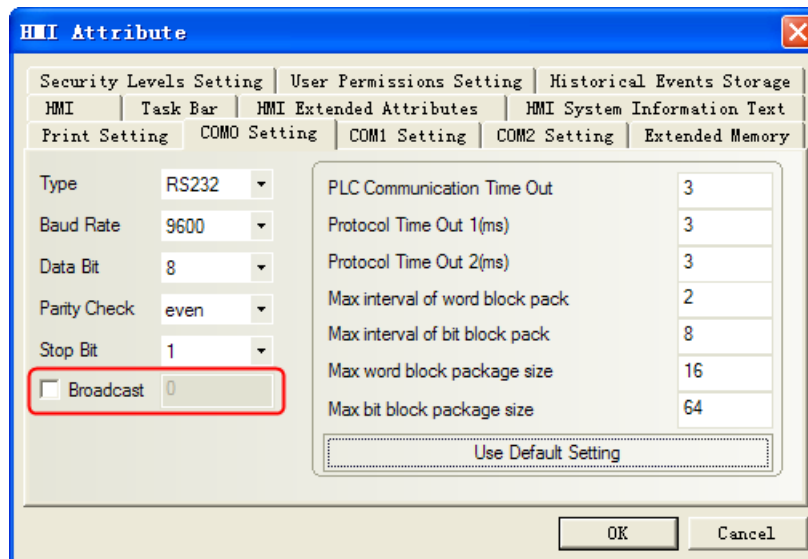 HMI Attribute
Security Levels Setting User Permissions Setting Historical Events Storage
HMI Task Bar HMI Extended Attributes HMI System Information Text
Print Setting COM0 Setting COM1 Setting COM2 Setting Extended Memory
Type RS232
Baud Rate 9600
Data Bit 8
Parity Check even
Stop Bit 1
Broadcast 0
PLC Communication Time Out 3
Protocol Time Out 1(ms) 3
Protocol Time Out 2(ms) 3
Max interval of word block pack 2
Max interval of bit block pack 8
Max word block package size 16
Max bit block package size 64
Use Default Setting
OK Cancel